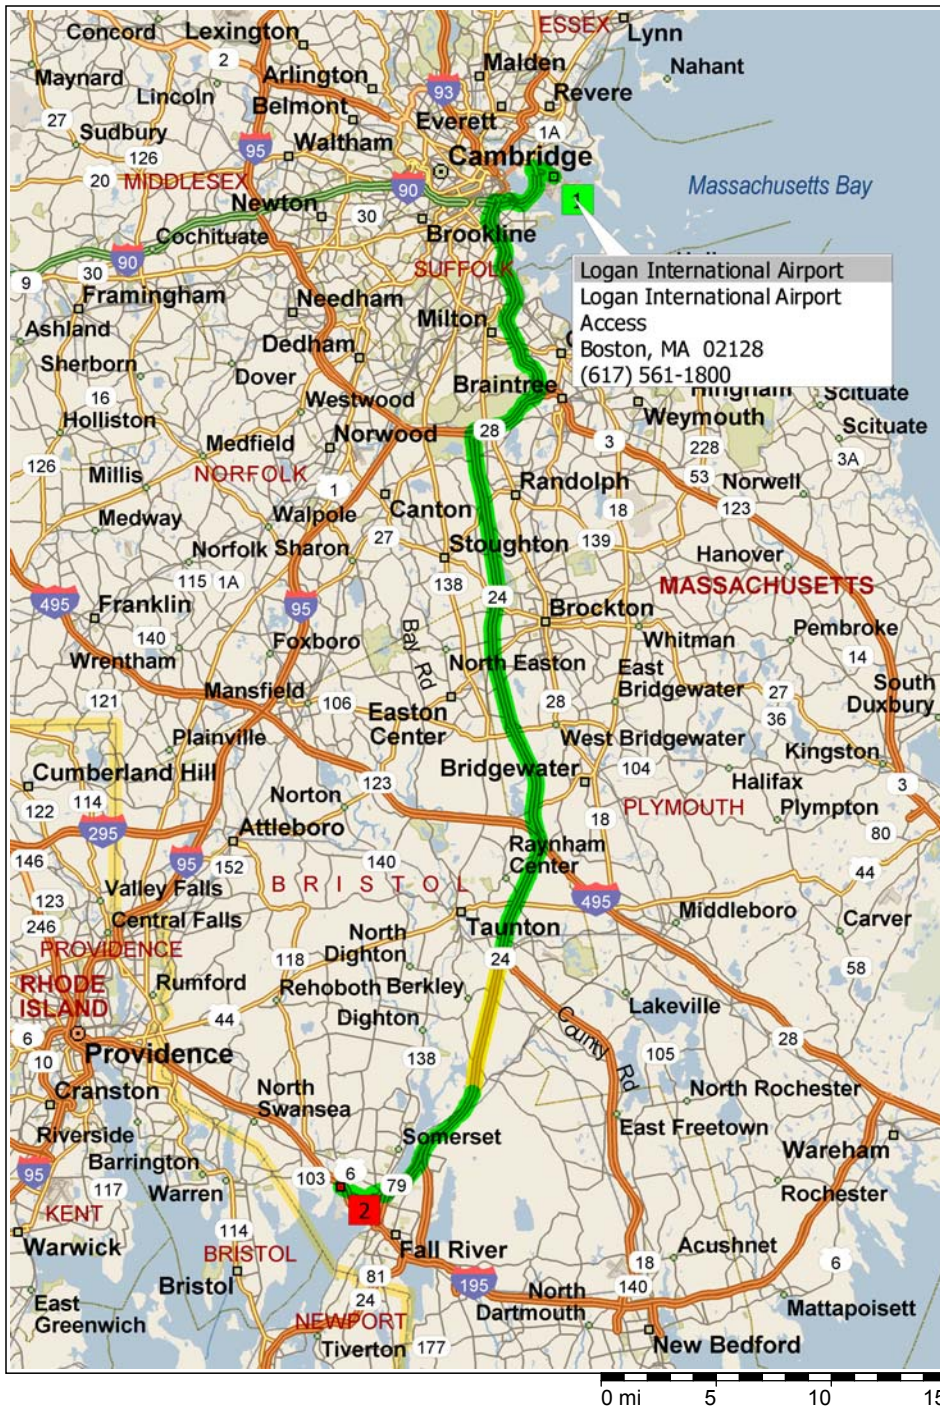 ESSEX
Concord
Lexington
Lynn
2
Malden
Nahant
Maynard
Arlington
93
Lincoln
Belmont
Revere
27
Everett
Sudbury
1A
95
Waltham
126
Cambridge
20
MIDDLESEX
90
Massachusetts Bay
Newton
30
1
Cochituate
Brookline
90
SUFFOLK
9
30
Logan International Airport
Framingham
Needham
Logan International Airport
Ashland
Milton
Access
Sherborn
Dedham
Boston, MA 02128
Dover
(617) 561-1800
16
Braintree
Hingham
Scituate
Holliston
Westwood
Weymouth
Medfield
Norwood
28
3
Scituate
126
228
3A
Millis
NORFOLK
53
Norwell
1
Randolph
Medway
Walpole
Canton
18
123
27
139
Norfolk
Sharon
Stoughton
Hanover
115
1A
138
MASSACHUSETTS
495
Franklin
95
24
Brockton
140
Foxboro
Bay Rd
Whitman
Pembroke
Wrentham
North Easton
14
Mansfield
East
Bridgewater
South
Duxbury
121
106
Easton
Center
28
27
36
Plainville
West Bridgewater
Kingston
Cumberland Hill
Bridgewater
104
Halifax
123
3
122
114
Norton
PLYMOUTH
Plympton
295
Attleboro
18
80
146
95
152
140
Raynham
Center
44
Valley Falls
BRISTOL
123
495
Central Falls
Middleboro
246
Taunton
Carver
PROVIDENCE
North
Dighton
118
24
58
RHODE
ISLAND
Rumford
Rehoboth
Berkley
Lakeville
44
Dighton
County Rd
6
28
Providence
138
105
10
Cranston
North
Swansea
North Rochester
Riverside
Somerset
East Freetown
Wareham
95
Barrington
103
6
117
Warren
79
Rochester
KENT
2
114
Warwick
BRISTOL
Fall River
Acushnet
18
6
Bristol
81
195
140
East
Greenwich
24
North
Dartmouth
Mattapoisett
NEWPORT
Tiverton
177
New Bedford
0 mi 5 10 15